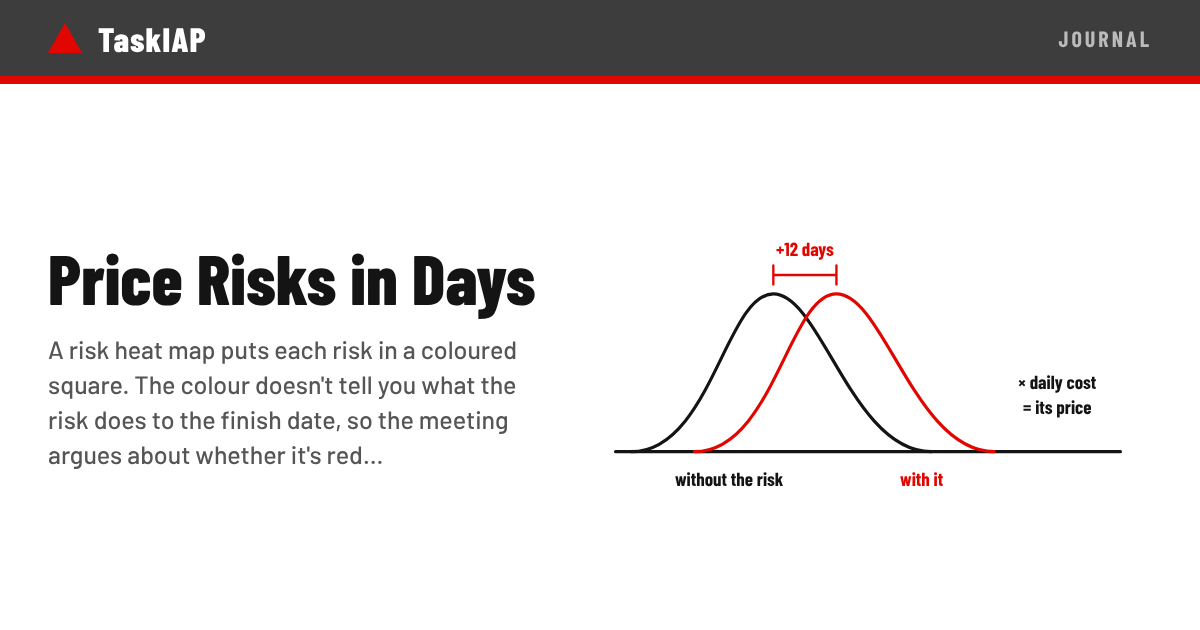 TaskIAP
JOURNAL
Price Risks in Days
A risk heat map puts each risk in a coloured
square. The colour doesn't tell you what the
risk does to the finish date, so the meeting
argues about whether it's red...
+12 days
× daily cost
= its price
without the risk
with it